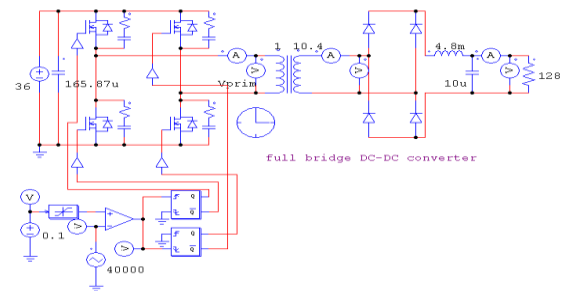 1 10.4
A
A
4.8m
A
36
165.87u
V
Vprim
V
10u
V
128
full bridge DC-DC converter
V
Q
Q
0.1
V
V
Q
Q
40000